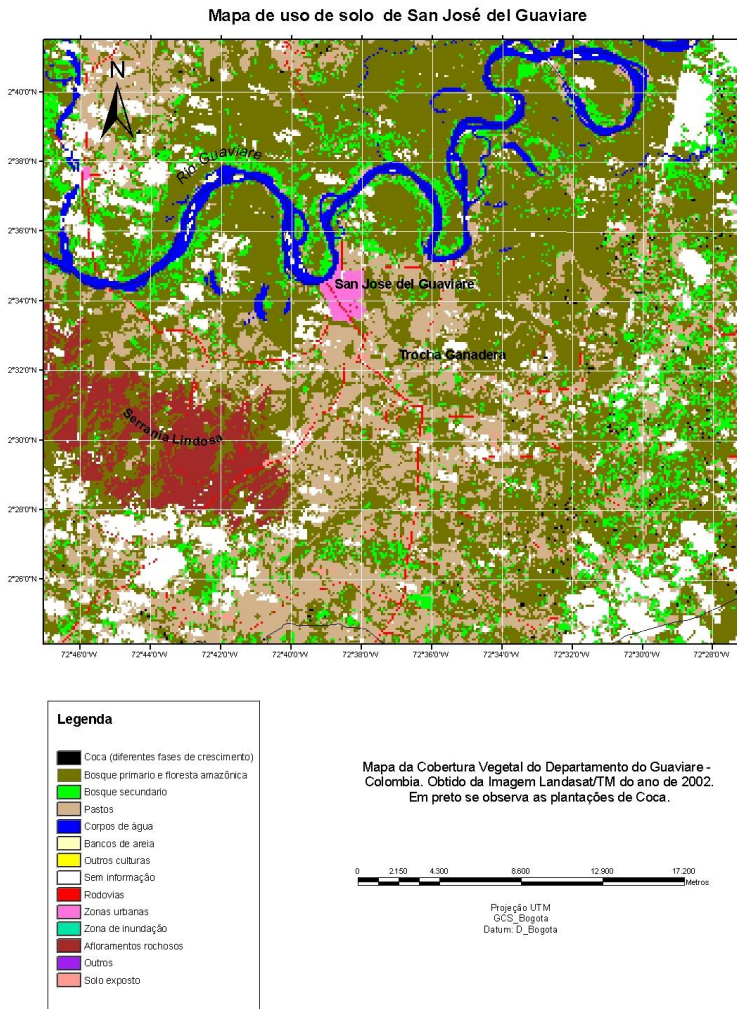 Mapa de uso de solo de San José del Guaviare
N
2°40'0"N
2°38'0"N
2°36'0"N
2°34'0"N
2°32'0"N
2°30'0"N
2°28'0"N
2°26'0"N
Rio Guaviare
San Jose del Guaviare
Trocha Ganadera
Serrania Lindosa
72°46'0"W
72°44'0"W
72°42'0"W
72°40'0"W
72°38'0"W
72°36'0"W
72°34'0"W
72°32'0"W
72°30'0"W
72°28'0"W
Legenda
Coca (diferentes fases de crescimento)
Bosque primario e floresta amazônica
Bosque secundario
Pastos
Corpos de água
Bancos de areia
Outros culturas
Sem informação
Rodovias
Zonas urbanas
Zona de inundação
Afloramentos rochosos
Outros
Solo exposto
Mapa da Cobertura Vegetal do Departamento do Guaviare -
Colombia. Obtido da Imagem Landasat/TM do ano de 2002.
Em preto se observa as plantações de Coca.
0 2.150 4.300 8.600 12.900 17.200
Metros
Projeção UTM
GCS_Bogota
Datum: D_Bogota